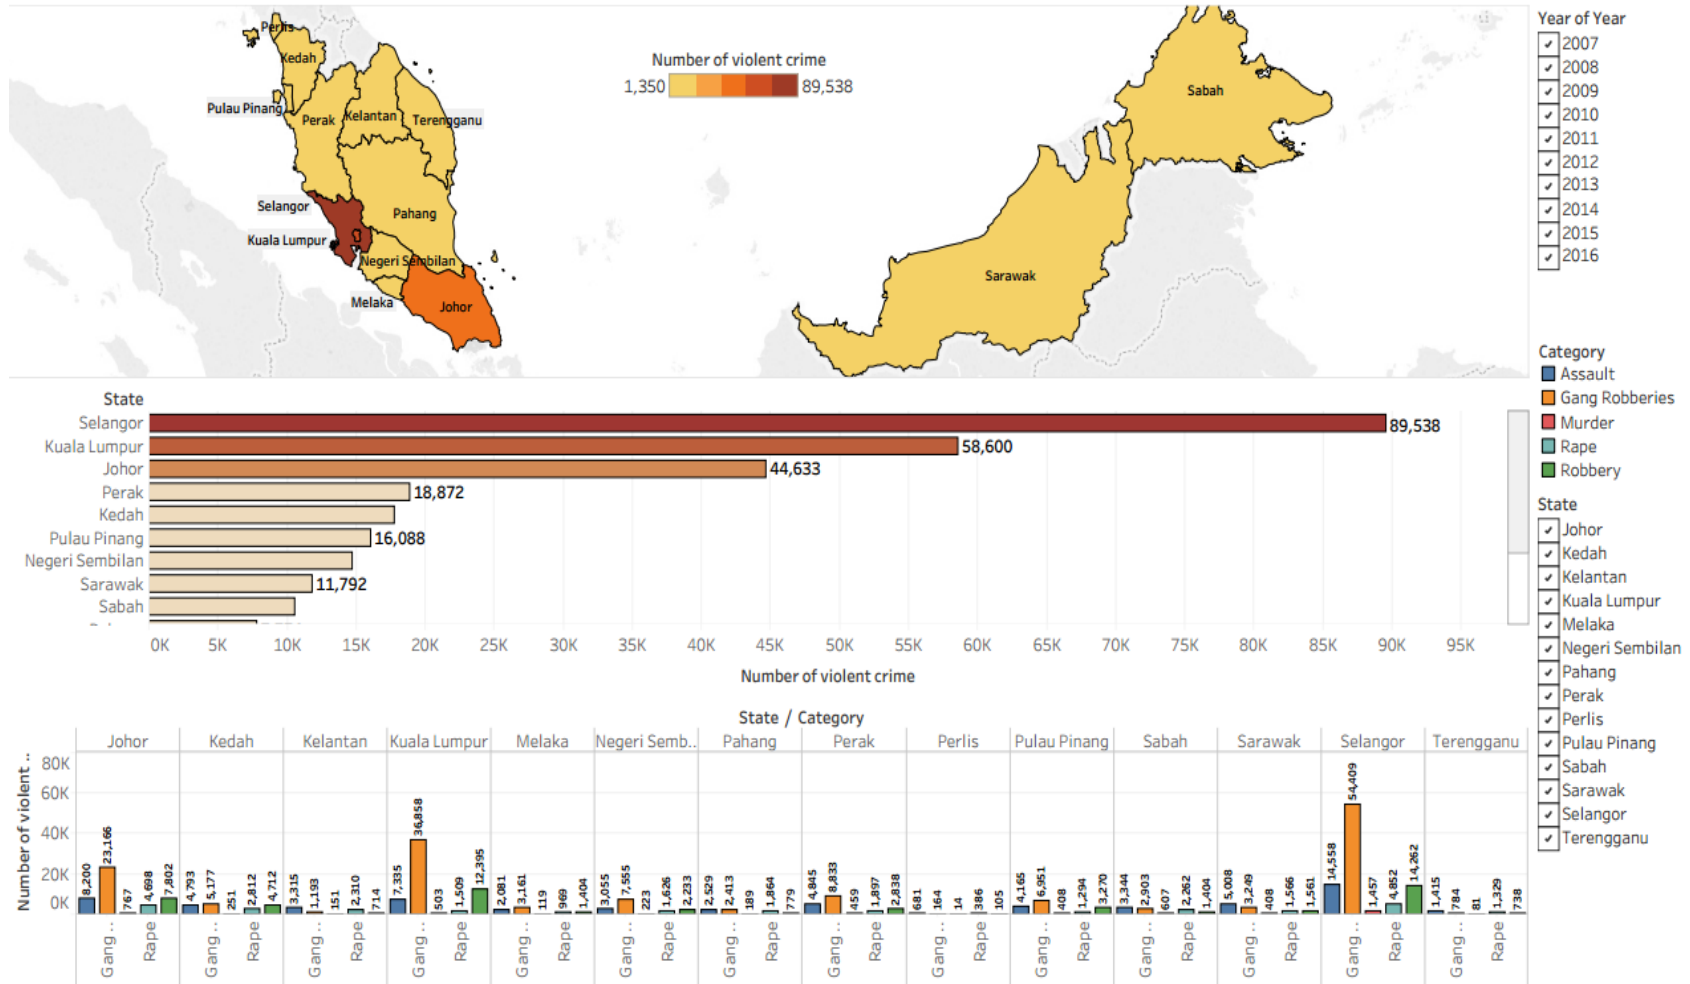 Perlis
Kedah
Pulau Pinang
Perak
Kelantan
Terengganu
Selangor
Pahang
Kuala Lumpur
Negeri Sembilan
Melaka
Johor
Number of violent crime
1,350 89,538
Sabah
Sarawak
Year of Year
2007
2008
2009
2010
2011
2012
2013
2014
2015
2016
Category
Assault
Gang Robberies
Murder
Rape
Robbery
State
Johor
Kedah
Kelantan
Kuala Lumpur
Melaka
Negeri Sembilan
Pahang
Perak
Perlis
Pulau Pinang
Sabah
Sarawak
Selangor
Terengganu
State
Selangor 89,538
Kuala Lumpur 58,600
Johor 44,633
Perak 18,872
Kedah
Pulau Pinang 16,088
Negeri Sembilan
Sarawak 11,792
Sabah
0K 5K 10K 15K 20K 25K 30K 35K 40K 45K 50K 55K 60K 65K 70K 75K 80K 85K 90K 95K
Number of violent crime
State / Category
Johor Kedah Kelantan Kuala Lumpur Melaka Negeri Semb.. Pahang Perak Perlis Pulau Pinang Sabah Sarawak Selangor Terengganu
Number of violent ..
80K
60K
40K
20K
0K
8,200 23,166 767 4,698 7,802
4,793 5,177 251 2,812 4,712
3,315 1,193 151 2,310 714
7,335 36,858 503 1,509 12,395
2,081 3,161 119 969 1,404
3,055 7,555 223 1,626 2,233
2,529 2,413 189 1,864 779
4,845 8,833 459 1,897 2,838
681 164 14 386 105
4,165 6,951 408 1,294 3,270
3,344 2,903 607 2,262 1,404
5,008 3,249 408 1,566 1,561
14,558 54,409 1,457 4,852 14,262
1,415 784 81 1,329 738
Gang .. Rape Gang .. Rape Gang .. Rape Gang .. Rape Gang .. Rape Gang .. Rape Gang .. Rape Gang .. Rape Gang .. Rape Gang .. Rape Gang .. Rape Gang .. Rape Gang .. Rape Gang .. Rape